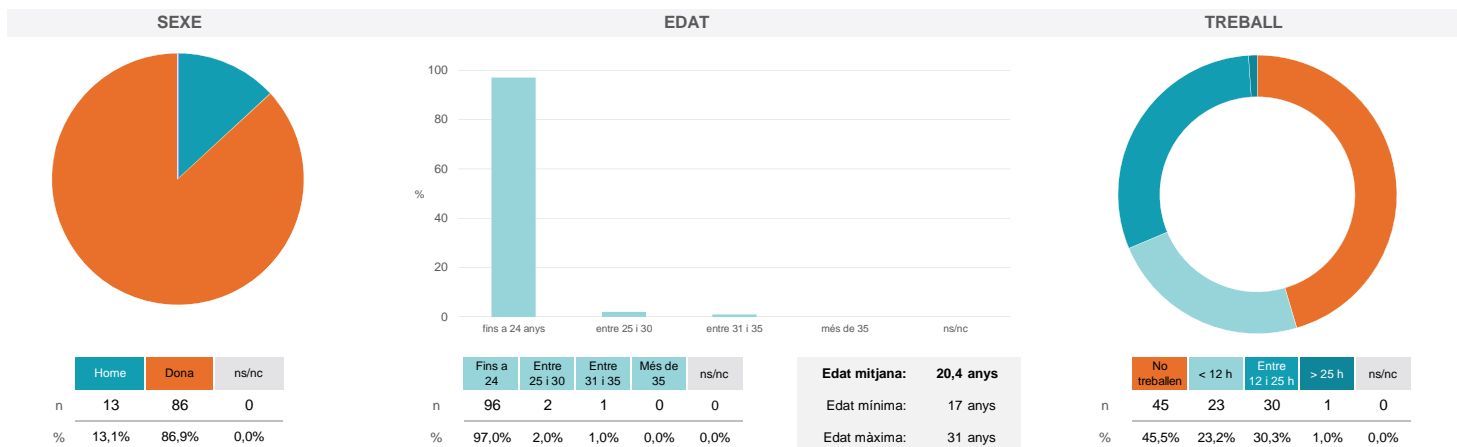 SEXE EDAT TREBALL
100
80
60
%
40
20
0
fins a 24 anys entre 25 i 30 entre 31 i 35 més de 35 ns/nc
Home Dona ns/nc
n 13 86 0
% 13,1% 86,9% 0,0%
Fins a 24 Entre 25 i 30 Entre 31 i 35 Més de 35 ns/nc
n 96 2 1 0 0
% 97,0% 2,0% 1,0% 0,0% 0,0%
Edat mitjana: 20,4 anys
Edat mínima: 17 anys
Edat màxima: 31 anys
No treballen < 12 h Entre 12 i 25 h > 25 h ns/nc
n 45 23 30 1 0
% 45,5% 23,2% 30,3% 1,0% 0,0%